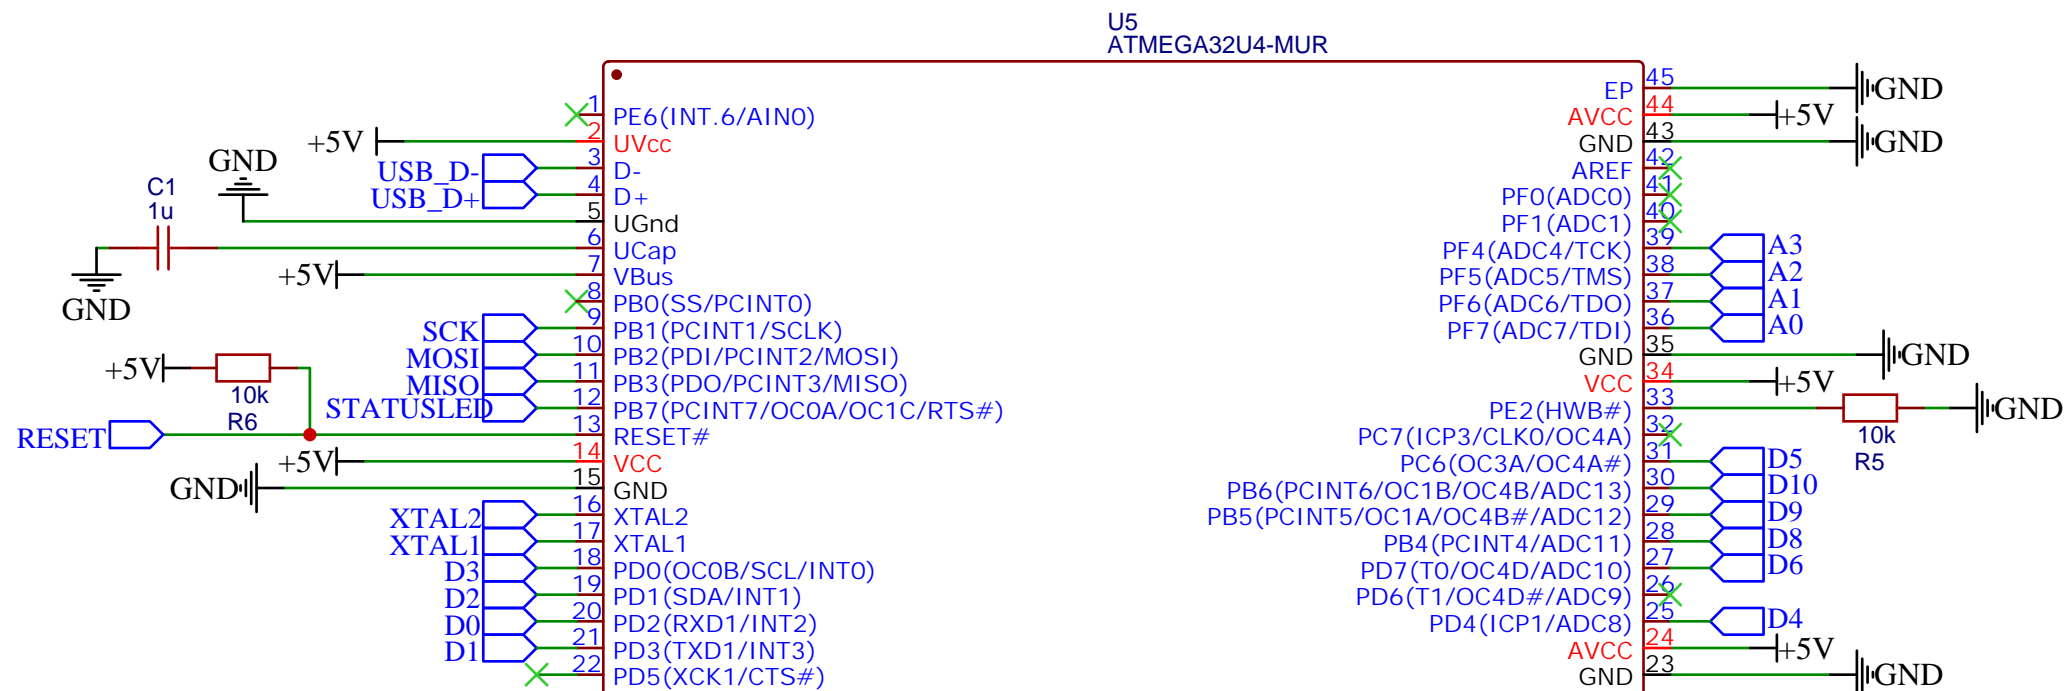 U5
ATMEGA32U4-MUR
1 PE6(INT.6/AIN0)
+5V 2 UVcc
USB_D- 3 D-
USB_D+ 4 D+
GND 5 UGnd
C1
1u
GND 6 UCap
+5V 7 VBus
8 PB0(SS/PCINT0)
SCK 9 PB1(PCINT1/SCLK)
MOSI 10 PB2(PDI/PCINT2/MOSI)
MISO 11 PB3(PDO/PCINT3/MISO)
STATUSLED 12 PB7(PCINT7/OC0A/OC1C/RTS#)
+5V
10k
R6
RESET 13 RESET#
+5V 14 VCC
GND 15 GND
XTAL2 16 XTAL2
XTAL1 17 XTAL1
D3 18 PD0(OC0B/SCL/INT0)
D2 19 PD1(SDA/INT1)
D0 20 PD2(RXD1/INT2)
D1 21 PD3(TXD1/INT3)
22 PD5(XCK1/CTS#)
EP 45 GND
AVCC 44 +5V
GND 43 GND
AREF 42
PF0(ADC0) 41
PF1(ADC1) 40
PF4(ADC4/TCK) 39 A3
PF5(ADC5/TMS) 38 A2
PF6(ADC6/TDO) 37 A1
PF7(ADC7/TDI) 36 A0
GND 35 GND
VCC 34 +5V
PE2(HWB#) 33 GND
10k
R5
PC7(ICP3/CLK0/OC4A) 32
PC6(OC3A/OC4A#) 31 D5
PB6(PCINT6/OC1B/OC4B/ADC13) 30 D10
PB5(PCINT5/OC1A/OC4B#/ADC12) 29 D9
PB4(PCINT4/ADC11) 28 D8
PD7(T0/OC4D/ADC10) 27 D6
PD6(T1/OC4D#/ADC9) 26
PD4(ICP1/ADC8) 25 D4
AVCC 24 +5V
GND 23 GND